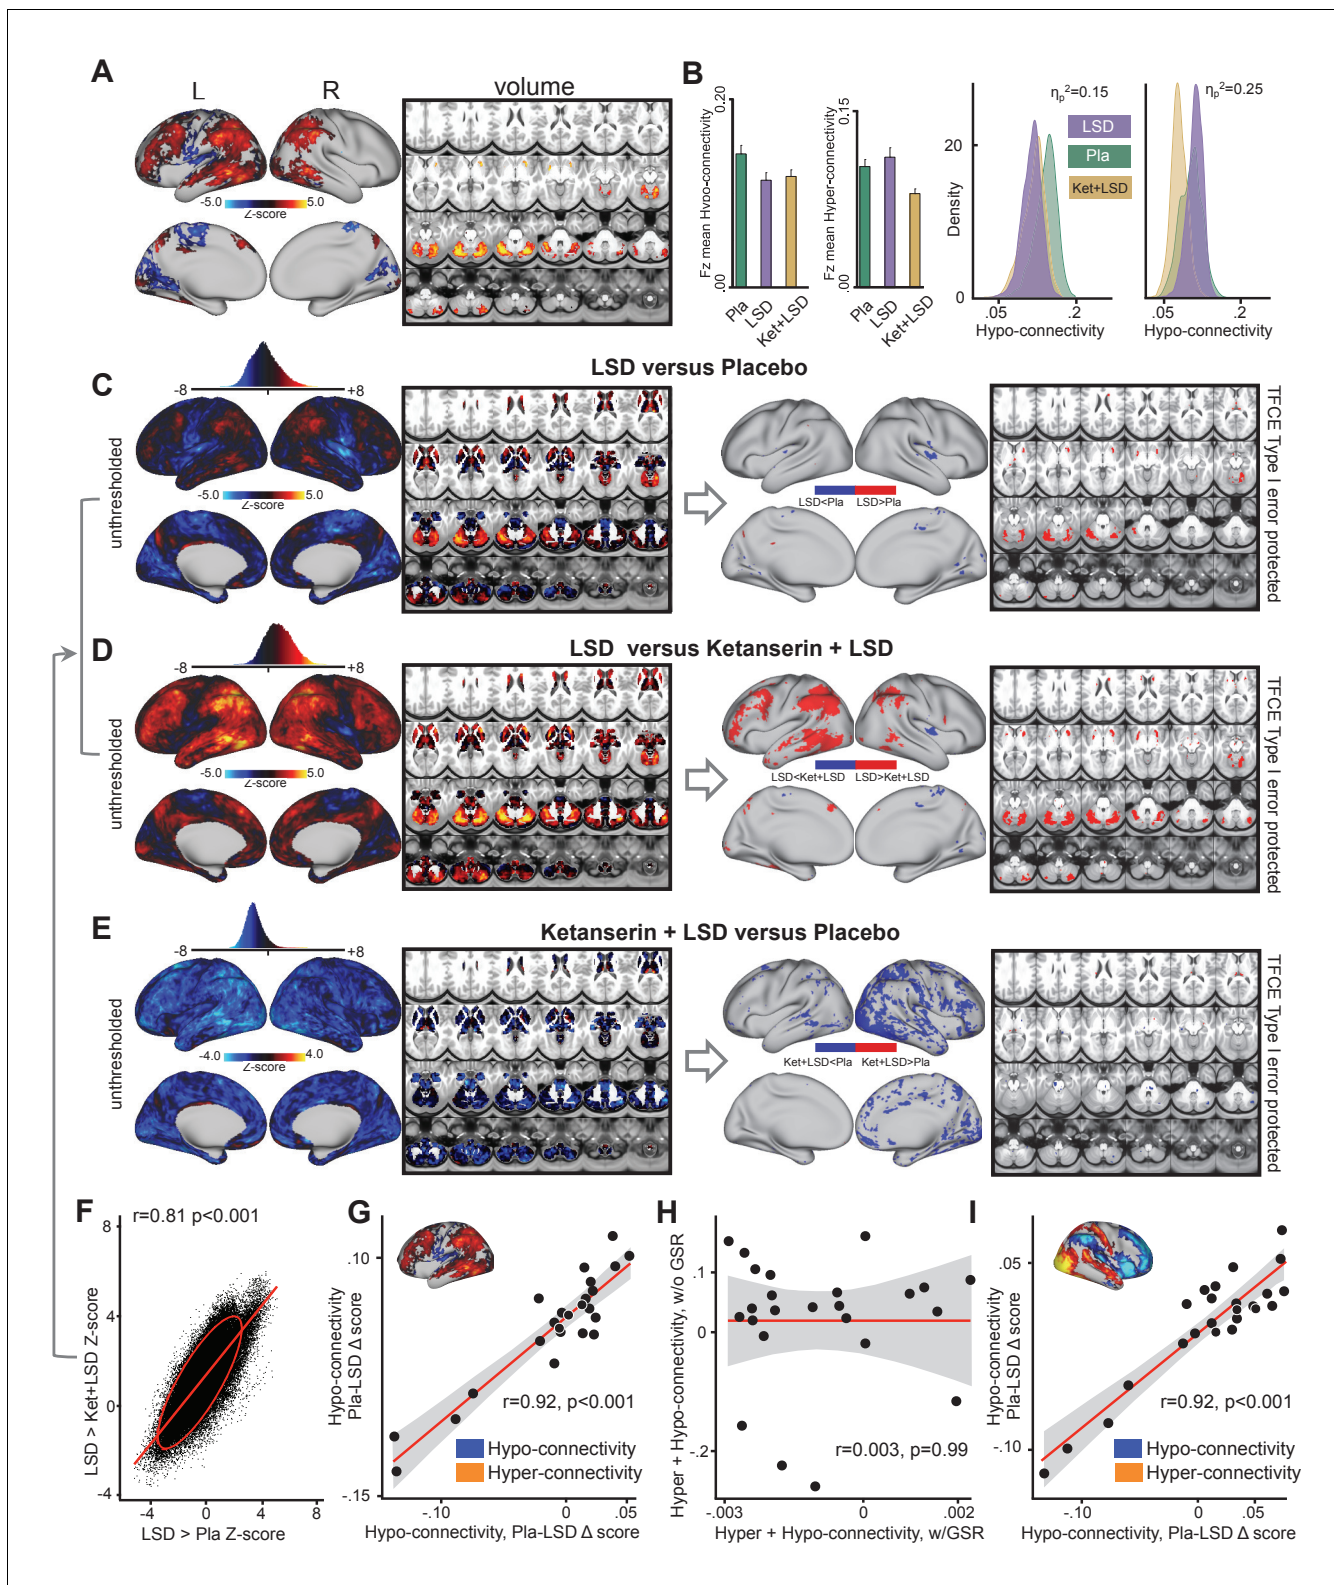 A
L
R
volume
-5.0
5.0
Z-score
B
0.20
.00
Fz mean Hypo-connectivity
Pla
LSD
Ket+LSD
0.15
.00
Fz mean Hyper-connectivity
Pla
LSD
Ket+LSD
ηp²=0.15
ηp²=0.25
LSD
Pla
Ket+LSD
20
0
Density
.05
.2
Hypo-connectivity
.05
.2
Hypo-connectivity
LSD versus Placebo
C
-8
+8
unthresholded
-5.0
5.0
Z-score
LSD<Pla
LSD>Pla
TFCE Type I error protected
LSD versus Ketanserin + LSD
D
-8
+8
unthresholded
-5.0
5.0
Z-score
LSD<Ket+LSD
LSD>Ket+LSD
TFCE Type I error protected
Ketanserin + LSD versus Placebo
E
-8
+8
unthresholded
-4.0
4.0
Z-score
Ket+LSD<Pla
Ket+LSD>Pla
TFCE Type I error protected
F
r=0.81 p<0.001
8
4
0
-4
LSD > Ket+LSD Z-score
-4
0
4
8
LSD > Pla Z-score
G
.10
-.15
Hypo-connectivity
Pla-LSD Δ score
r=0.92, p<0.001
Hypo-connectivity
Hyper-connectivity
-.10
0
.05
Hypo-connectivity, Pla-LSD Δ score
H
0.1
0
-.2
Hyper + Hypo-connectivity, w/o GSR
r=0.003, p=0.99
-.003
0
.002
Hyper + Hypo-connectivity, w/GSR
I
.05
-.10
Hypo-connectivity
Pla-LSD Δ score
r=0.92, p<0.001
Hypo-connectivity
Hyper-connectivity
-.10
0
0.05
Hypo-connectivity, Pla-LSD Δ score